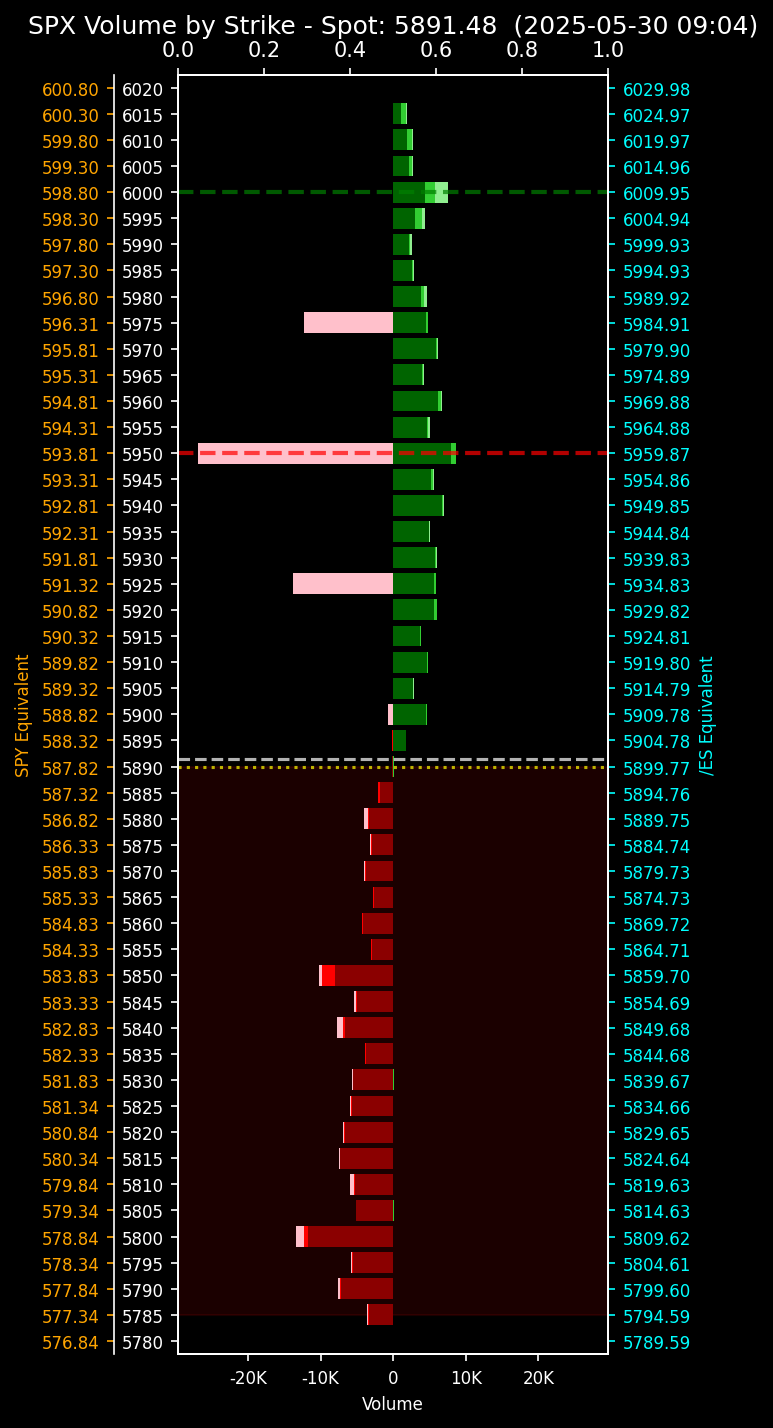 SPX Volume by Strike - Spot: 5891.48 (2025-05-30 09:04)
0.0 0.2 0.4 0.6 0.8 1.0
600.80 6020 6029.98
600.30 6015 6024.97
599.80 6010 6019.97
599.30 6005 6014.96
598.80 6000 6009.95
598.30 5995 6004.94
597.80 5990 5999.93
597.30 5985 5994.93
596.80 5980 5989.92
596.31 5975 5984.91
595.81 5970 5979.90
595.31 5965 5974.89
594.81 5960 5969.88
594.31 5955 5964.88
593.81 5950 5959.87
593.31 5945 5954.86
592.81 5940 5949.85
592.31 5935 5944.84
591.81 5930 5939.83
591.32 5925 5934.83
590.82 5920 5929.82
590.32 5915 5924.81
589.82 5910 5919.80
589.32 5905 5914.79
588.82 5900 5909.78
588.32 5895 5904.78
587.82 5890 5899.77
587.32 5885 5894.76
586.82 5880 5889.75
586.33 5875 5884.74
585.83 5870 5879.73
585.33 5865 5874.73
584.83 5860 5869.72
584.33 5855 5864.71
583.83 5850 5859.70
583.33 5845 5854.69
582.83 5840 5849.68
582.33 5835 5844.68
581.83 5830 5839.67
581.34 5825 5834.66
580.84 5820 5829.65
580.34 5815 5824.64
579.84 5810 5819.63
579.34 5805 5814.63
578.84 5800 5809.62
578.34 5795 5804.61
577.84 5790 5799.60
577.34 5785 5794.59
576.84 5780 5789.59
SPY Equivalent
/ES Equivalent
-20K -10K 0 10K 20K
Volume